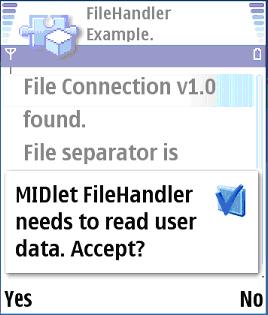 FileHandler
Example.
File Connection v1.0
found.
File separator is
MIDlet FileHandler
needs to read user
data. Accept?
Yes No